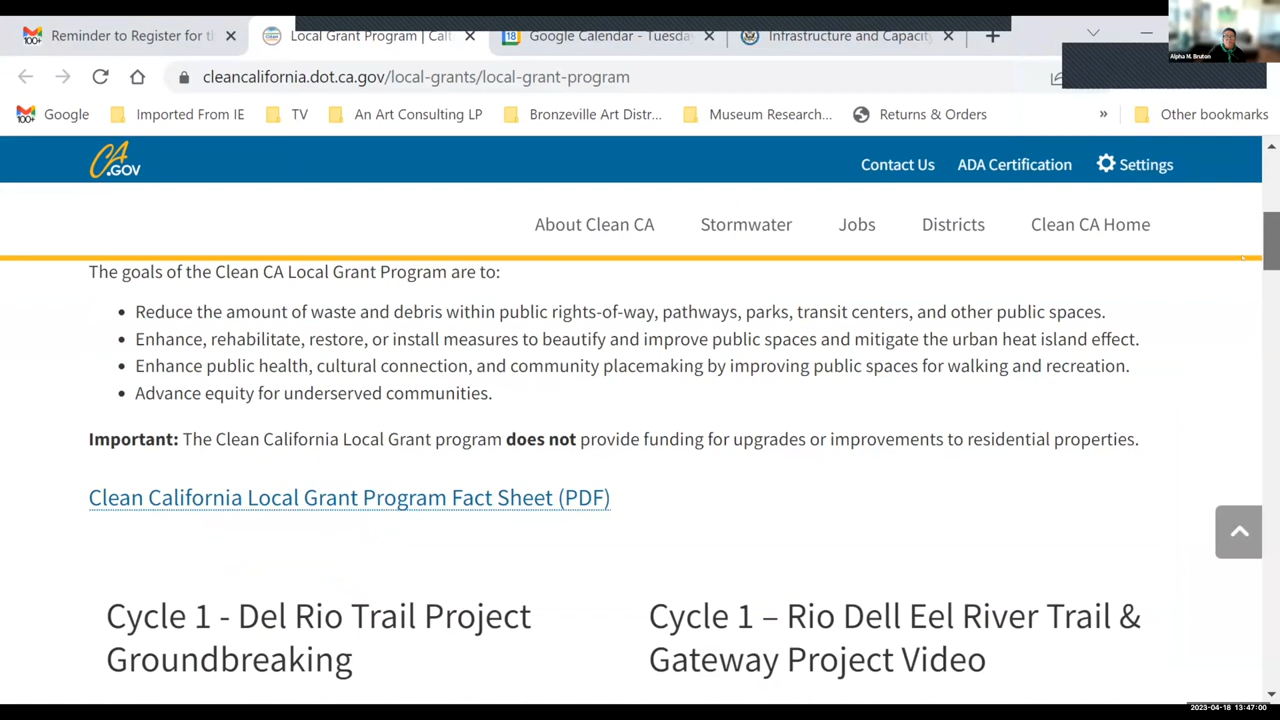 Reminder to Register for t
Local Grant Program | Calt
Google Calendar - Tuesda
Infrastructure and Capacity
Alpha M. Bruton
cleancalifornia.dot.ca.gov/local-grants/local-grant-program
Google
Imported From IE
TV
An Art Consulting LP
Bronzeville Art Distr...
Museum Research...
Returns & Orders
»
Other bookmarks
CA.GOV
Contact Us
ADA Certification
Settings
About Clean CA
Stormwater
Jobs
Districts
Clean CA Home
The goals of the Clean CA Local Grant Program are to:
• Reduce the amount of waste and debris within public rights-of-way, pathways, parks, transit centers, and other public spaces.
• Enhance, rehabilitate, restore, or install measures to beautify and improve public spaces and mitigate the urban heat island effect.
• Enhance public health, cultural connection, and community placemaking by improving public spaces for walking and recreation.
• Advance equity for underserved communities.
Important: The Clean California Local Grant program does not provide funding for upgrades or improvements to residential properties.
Clean California Local Grant Program Fact Sheet (PDF)
Cycle 1 - Del Rio Trail Project
Groundbreaking
Cycle 1 – Rio Dell Eel River Trail &
Gateway Project Video
2023-04-18 13:47:00